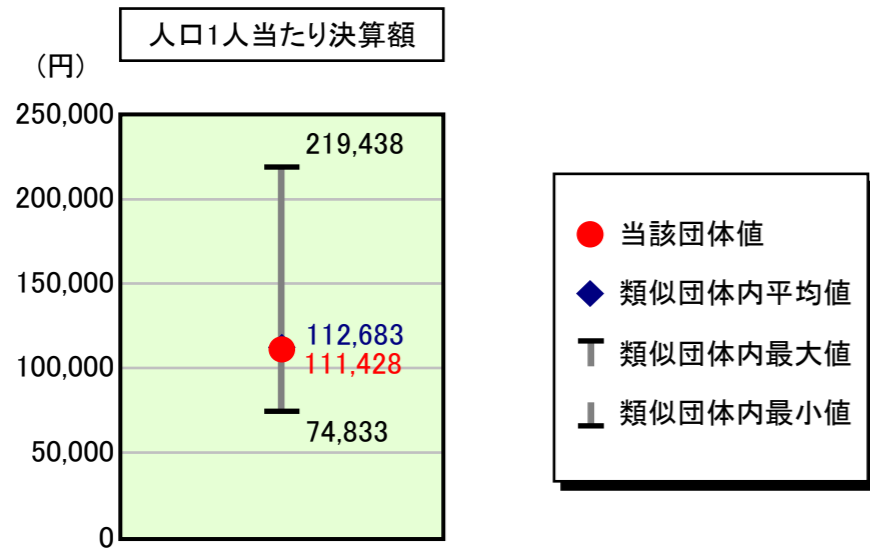 人口1人当たり決算額
(円)
250,000
200,000
150,000
100,000
50,000
0
219,438
112,683
111,428
74,833
当該団体値
類似団体内平均値
類似団体内最大値
類似団体内最小値